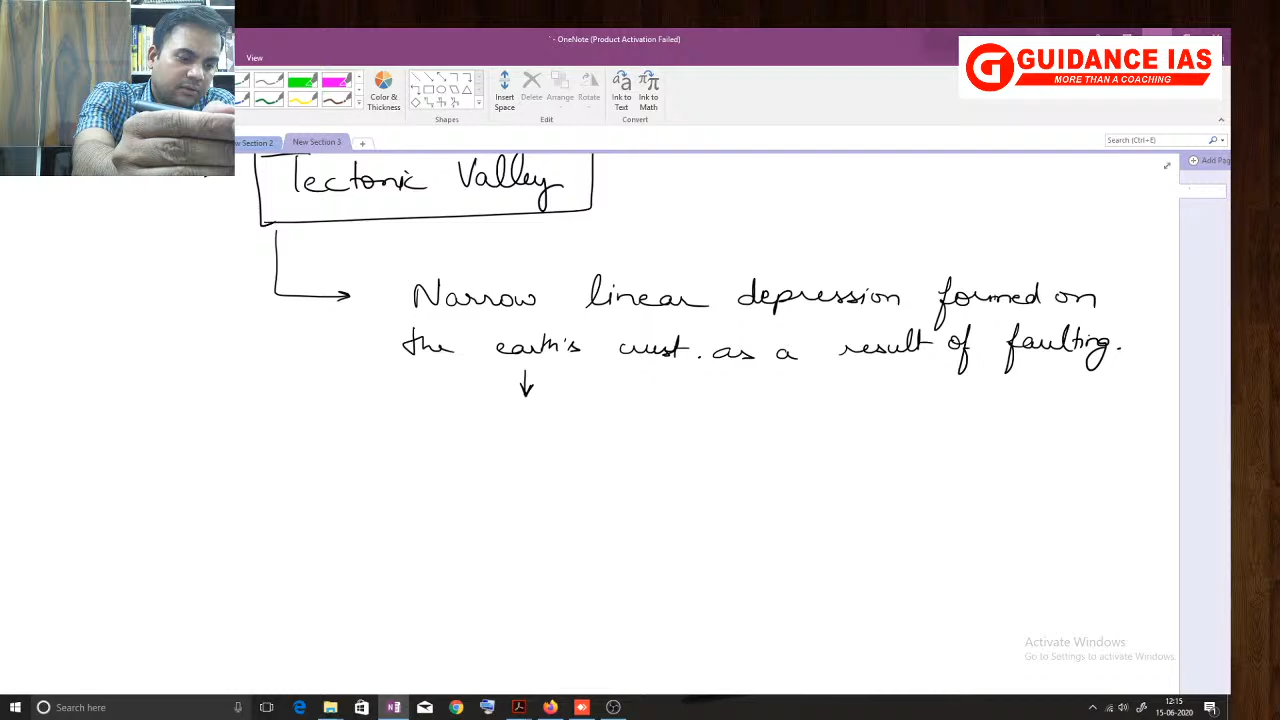 ' - OneNote (Product Activation Failed)
View
GUIDANCE IAS
MORE THAN A COACHING
Color & Thickness
Insert Space
Delete
Arrange
Rotate
Ink to Text
Ink to Math
Shapes
Edit
Convert
New Section 2
New Section 3
+
Search (Ctrl+E)
Add Pag
Tectonic Valley
Narrow linear depression formed on
the earth's crust. as a result of faulting.
Activate Windows
Go to Settings to activate Windows.
Search here
12:15
15-06-2020